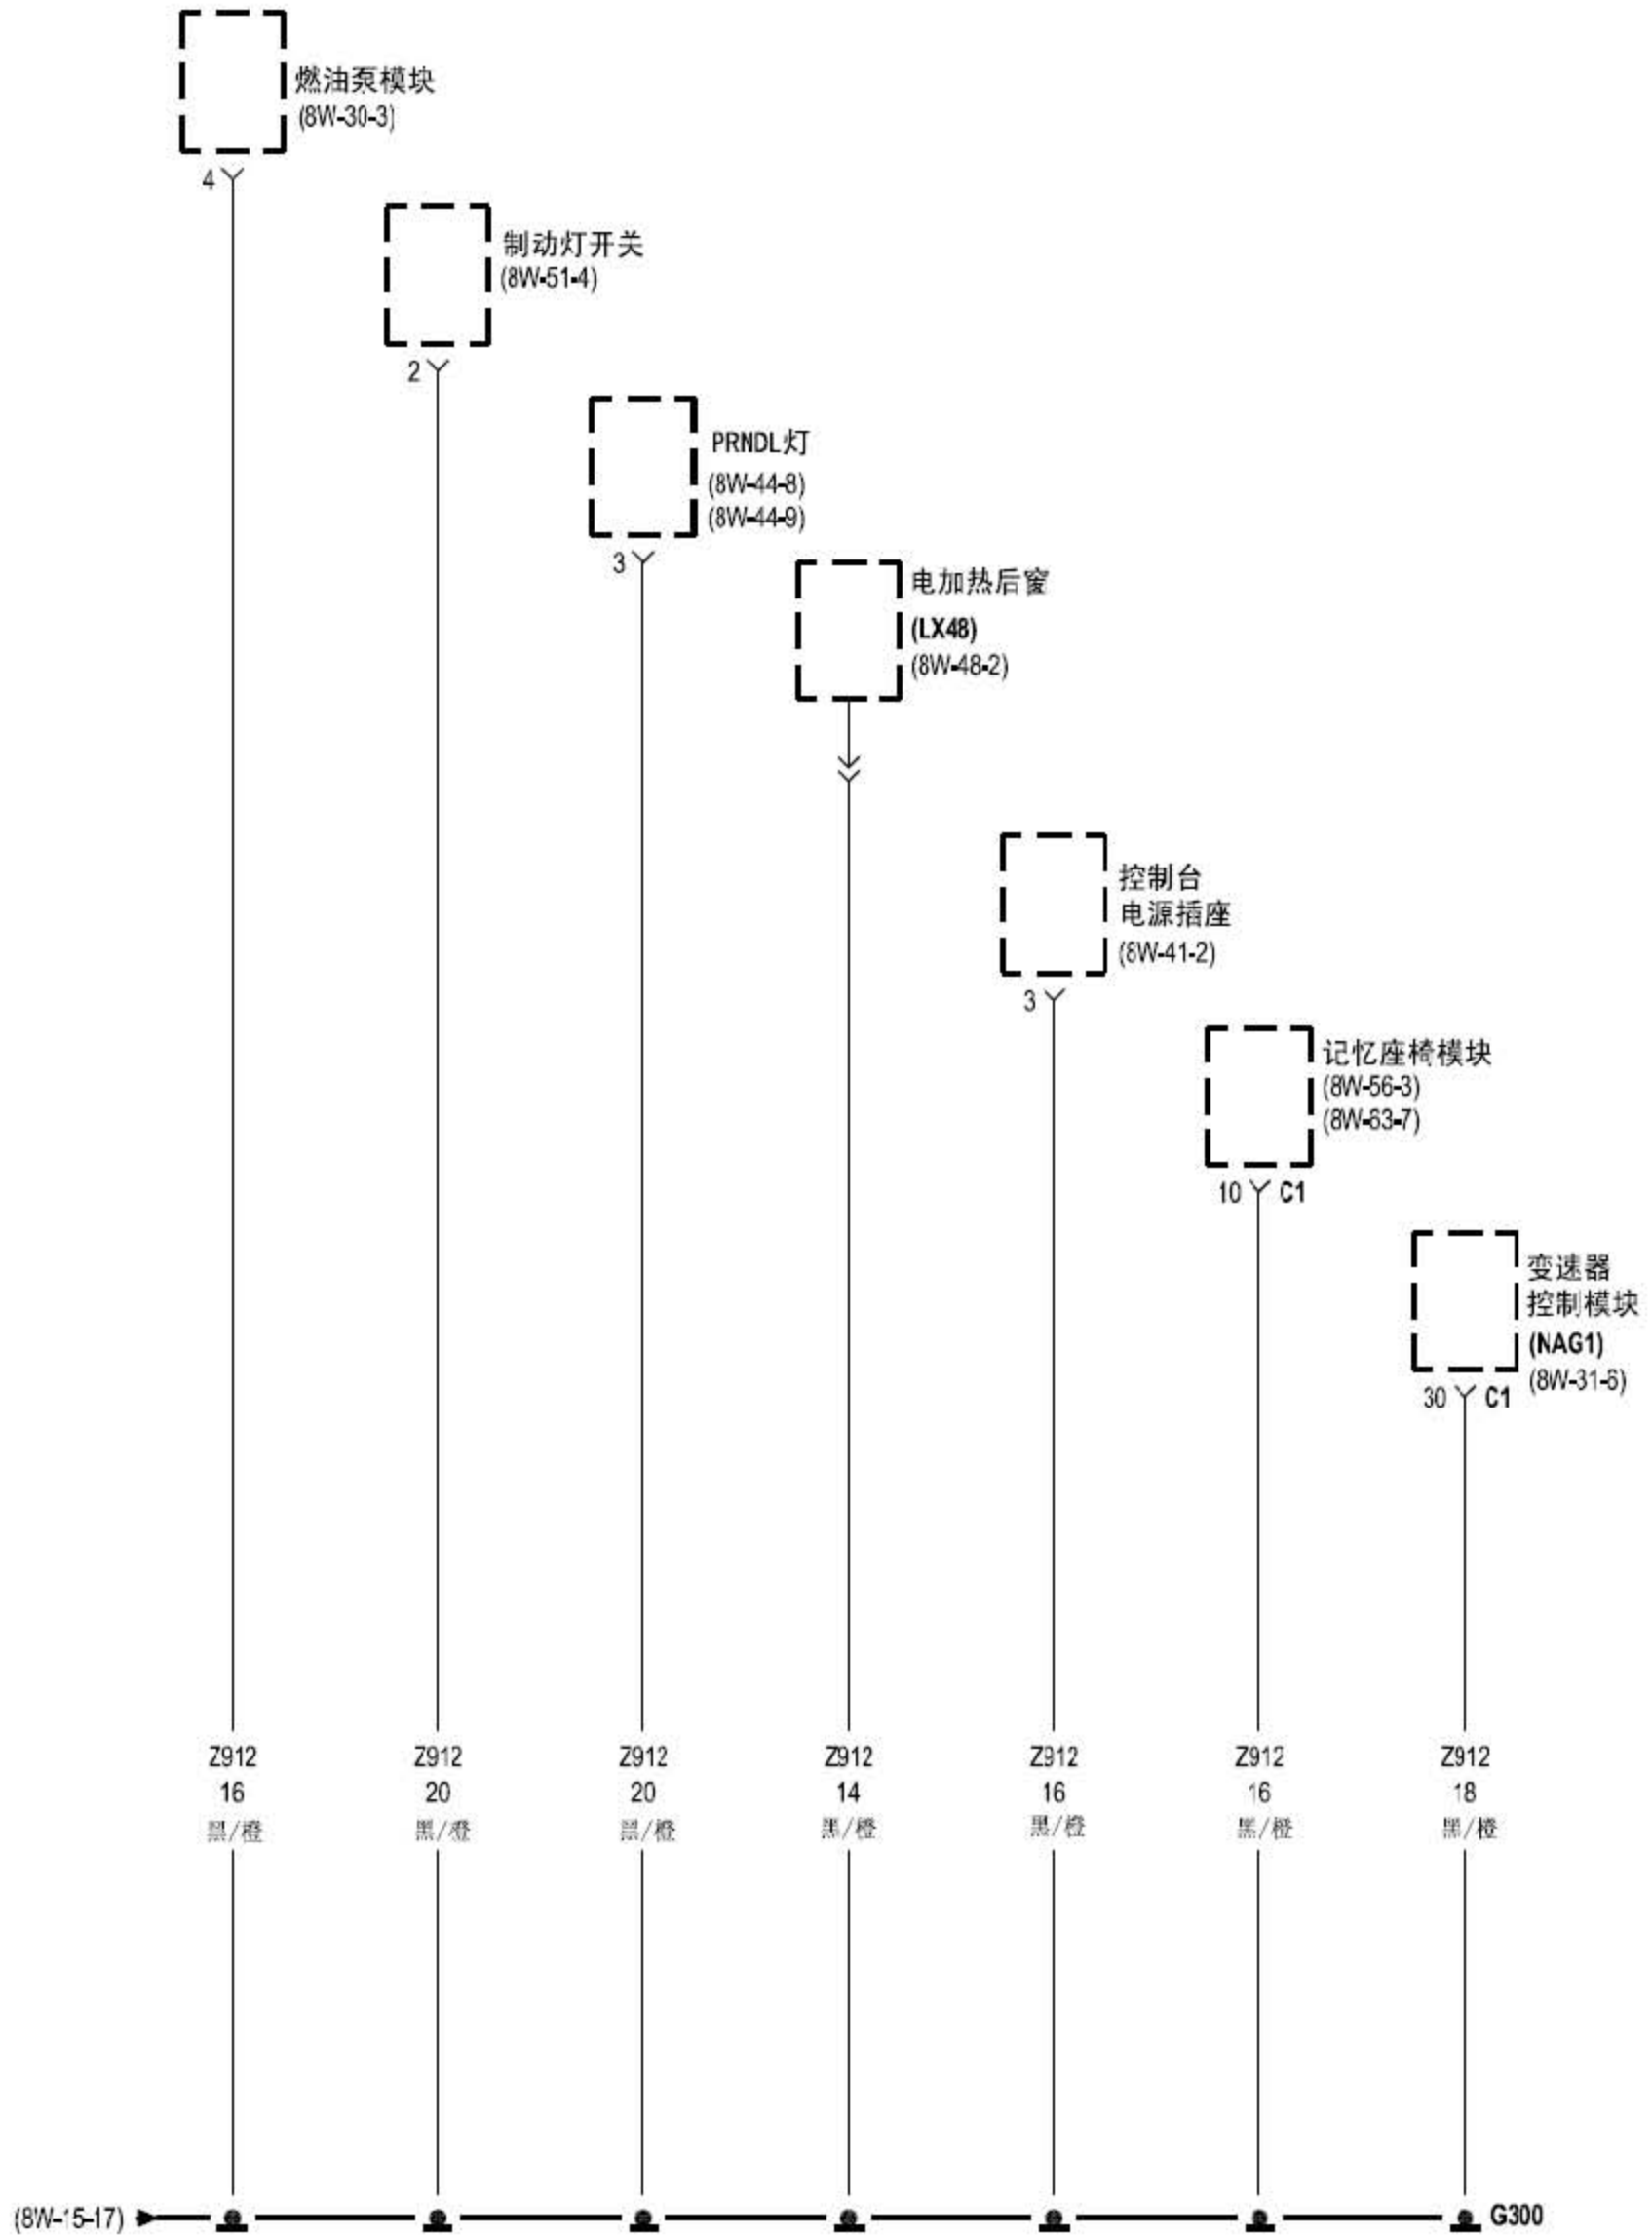 燃油泵模块
(8W-30-3)
4
制动灯开关
(8W-51-4)
2
PRNDL灯
(8W-44-8)
(8W-44-9)
3
电加热后窗
(LX48)
(8W-48-2)
控制台
电源插座
(8W-41-2)
3
记忆座椅模块
(8W-56-3)
(8W-63-7)
10 C1
变速器
控制模块
(NAG1)
(8W-31-6)
30 C1
Z912 Z912 Z912 Z912 Z912 Z912 Z912
16 20 20 14 16 16 18
黑/橙 黑/橙 黑/橙 黑/橙 黑/橙 黑/橙 黑/橙
(8W-15-17) G300